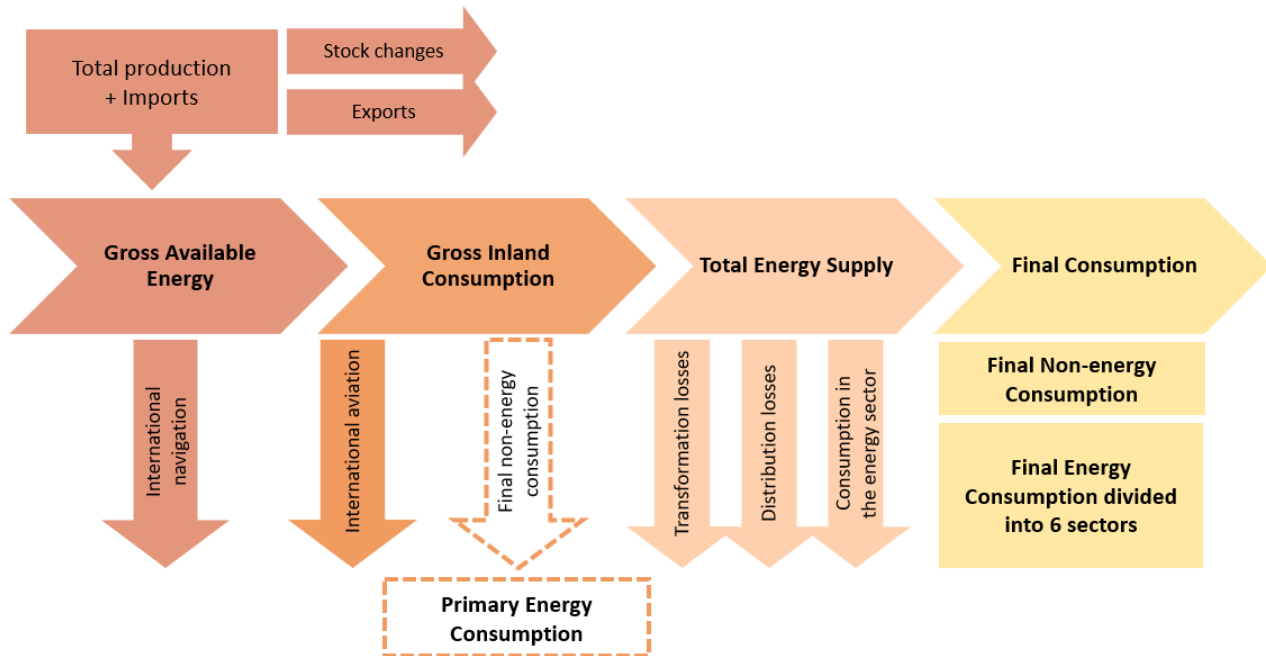 Total production
+ Imports
Stock changes
Exports
Gross Available
Energy
Gross Inland
Consumption
Total Energy Supply
Final Consumption
International
navigation
International aviation
Final non-energy
consumption
Transformation losses
Distribution losses
Consumption in
the energy sector
Final Non-energy
Consumption
Final Energy
Consumption divided
into 6 sectors
Primary Energy
Consumption